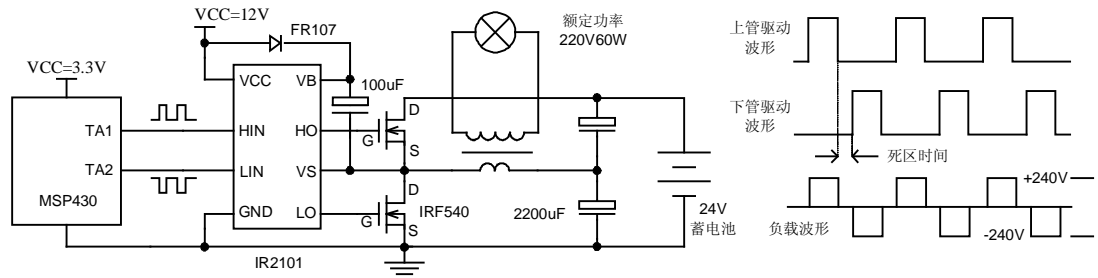 VCC=12V
FR107
额定功率
220V60W
上管驱动
波形
VCC=3.3V
VCC
VB
100uF
D
TA1
HIN
HO
G
S
下管驱动
波形
TA2
LIN
VS
死区时间
D
MSP430
GND
LO
G
S
IRF540
2200uF
24V
蓄电池
+240V
负载波形
-240V
IR2101